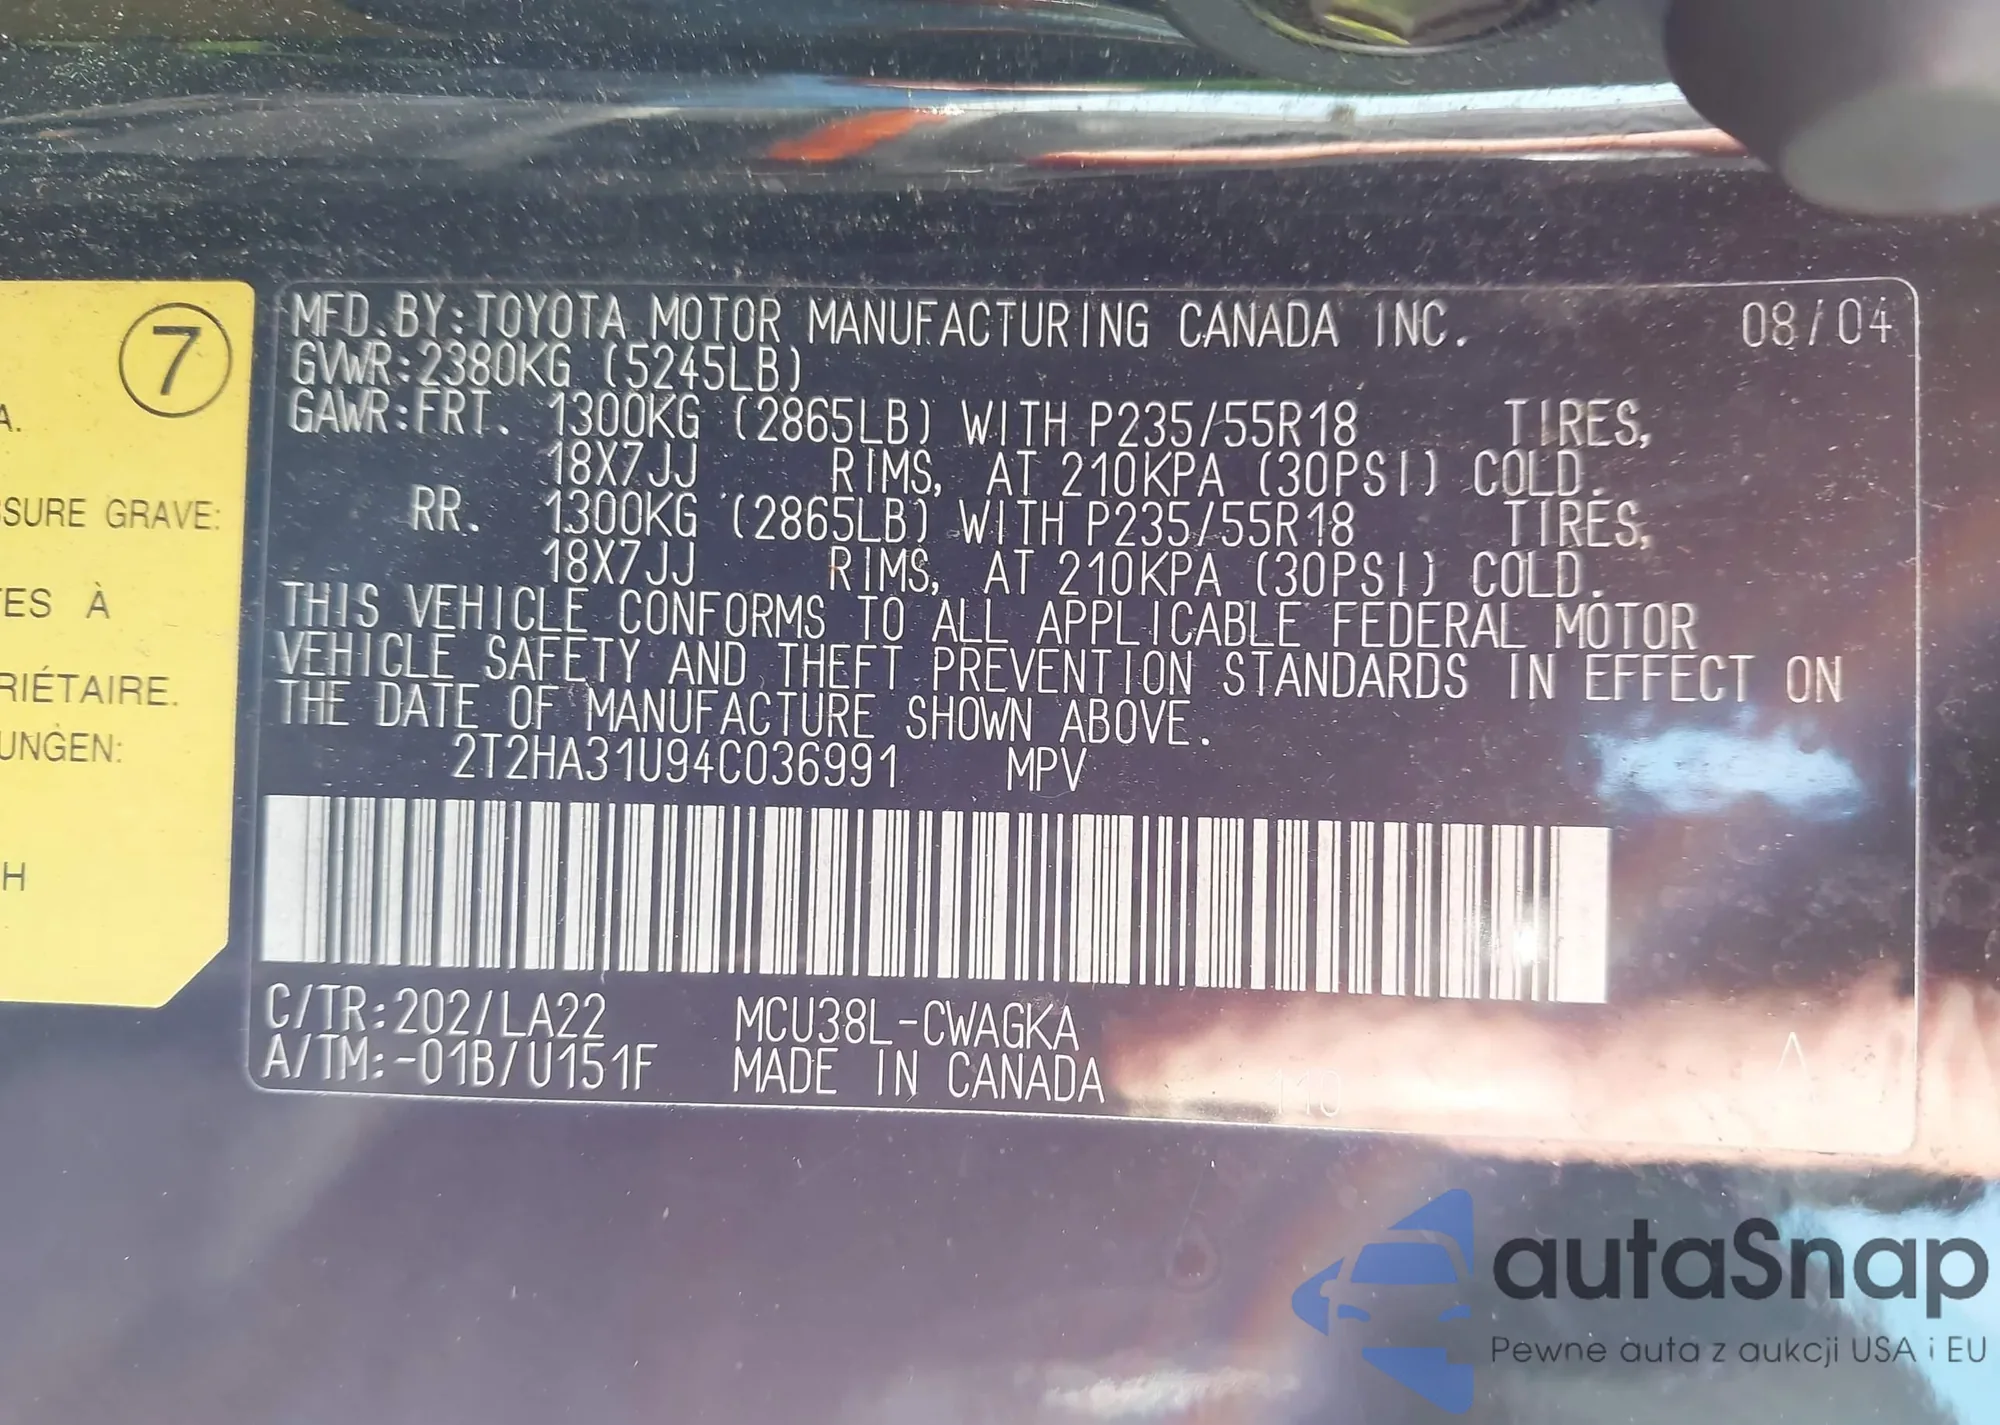 7
A.
SSURE GRAVE:
TES À
RIÉTAIRE.
UNGEN:
H
MFD.BY:TOYOTA MOTOR MANUFACTURING CANADA INC. 08/04
GVWR:2380KG (5245LB)
GAWR:FRT. 1300KG (2865LB) WITH P235/55R18 TIRES,
18X7JJ RIMS, AT 210KPA (30PSI) COLD.
RR. 1300KG (2865LB) WITH P235/55R18 TIRES,
18X7JJ RIMS, AT 210KPA (30PSI) COLD.
THIS VEHICLE CONFORMS TO ALL APPLICABLE FEDERAL MOTOR
VEHICLE SAFETY AND THEFT PREVENTION STANDARDS IN EFFECT ON
THE DATE OF MANUFACTURE SHOWN ABOVE.
2T2HA31U94C036991 MPV
C/TR:202/LA22 MCU38L-CWAGKA
A/TM:-01B/U151F MADE IN CANADA 110 A
autaSnap
Pewne auta z aukcji USA i EU